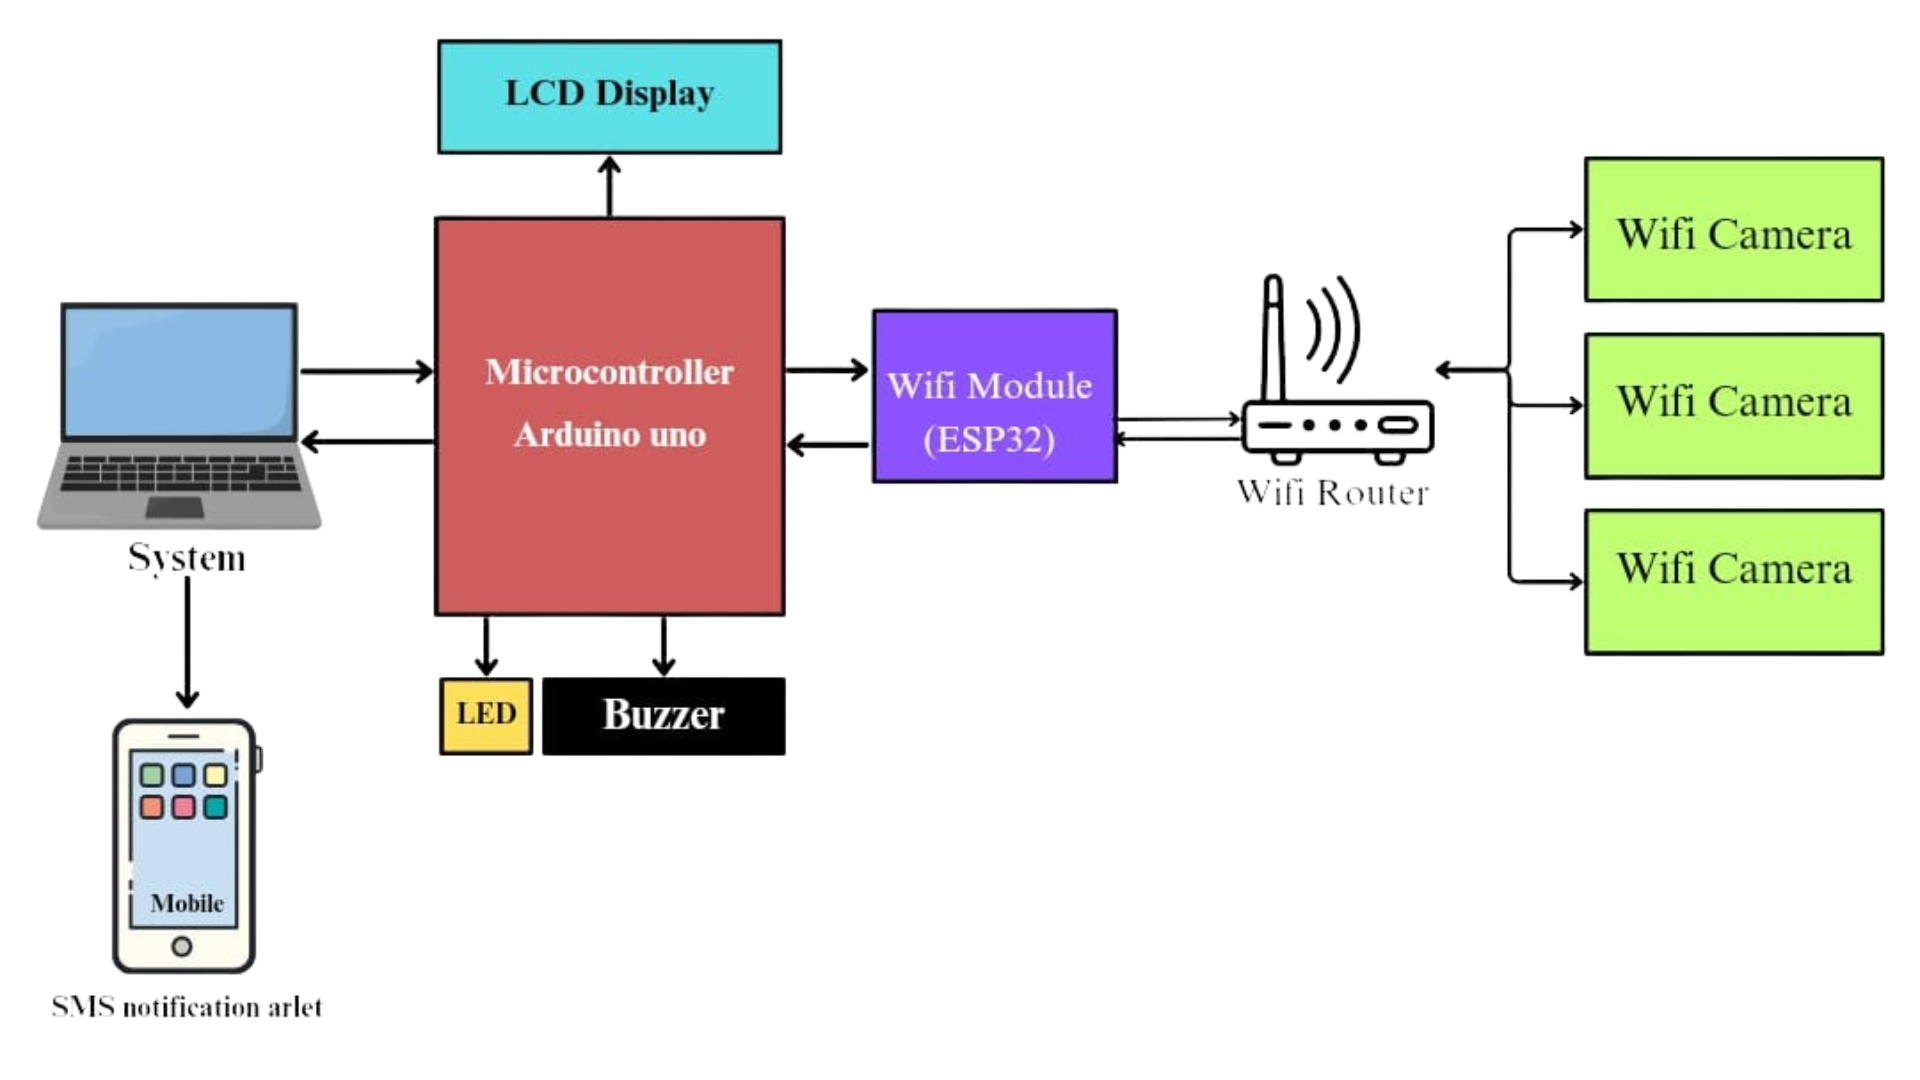 LCD Display
Microcontroller
Arduino uno
Wifi Module
(ESP32)
Wifi Router
Wifi Camera
Wifi Camera
Wifi Camera
System
LED
Buzzer
Mobile
SMS notification arlet